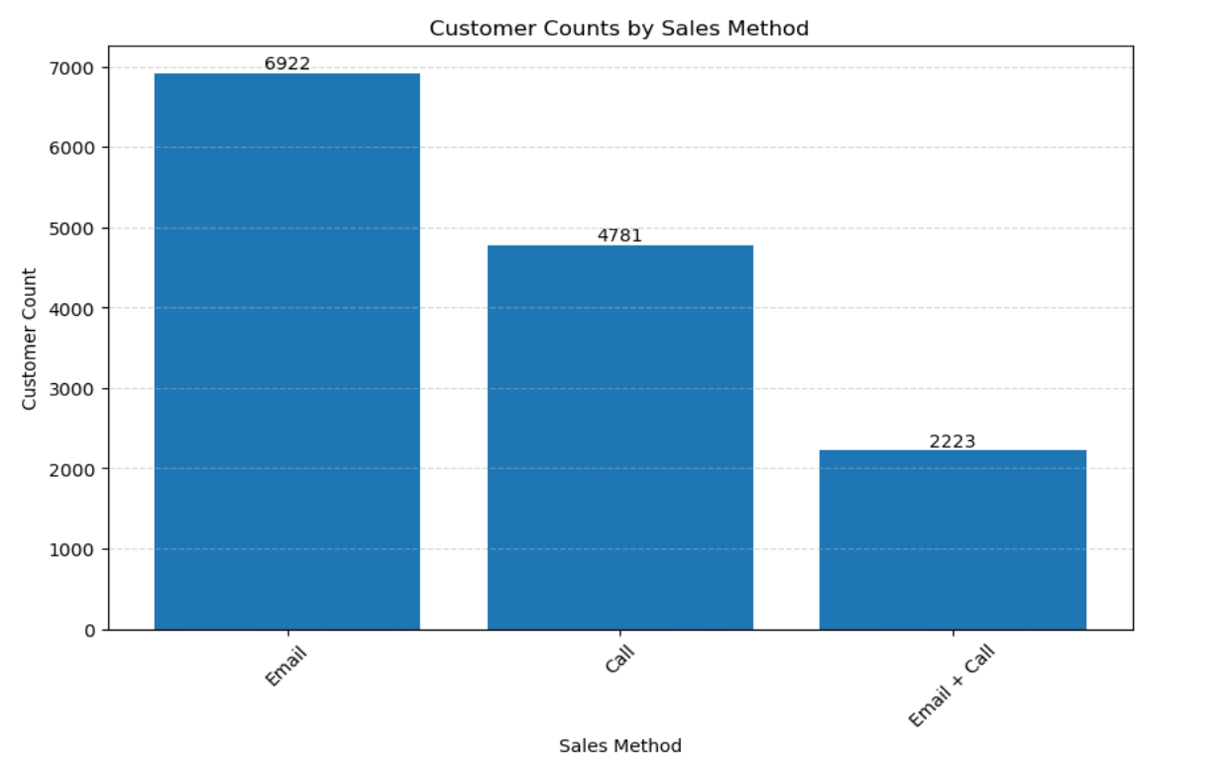 Customer Counts by Sales Method
Customer Count
7000
6000
5000
4000
3000
2000
1000
0
6922
4781
2223
Email
Call
Email + Call
Sales Method